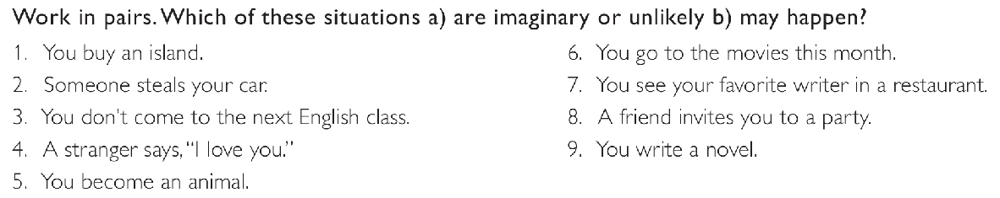 Work in pairs. Which of these situations a) are imaginary or unlikely b) may happen?
1. You buy an island.
2. Someone steals your car.
3. You don't come to the next English class.
4. A stranger says, "I love you."
5. You become an animal.
6. You go to the movies this month.
7. You see your favorite writer in a restaurant.
8. A friend invites you to a party.
9. You write a novel.